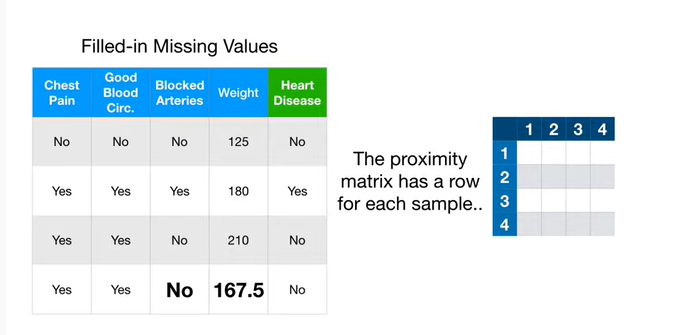 Filled-in Missing Values
Chest Pain
Good Blood Circ.
Blocked Arteries
Weight
Heart Disease
No No No 125 No
Yes Yes Yes 180 Yes
Yes Yes No 210 No
Yes Yes No 167.5 No
The proximity
matrix has a row
for each sample..
1 2 3 4
1
2
3
4